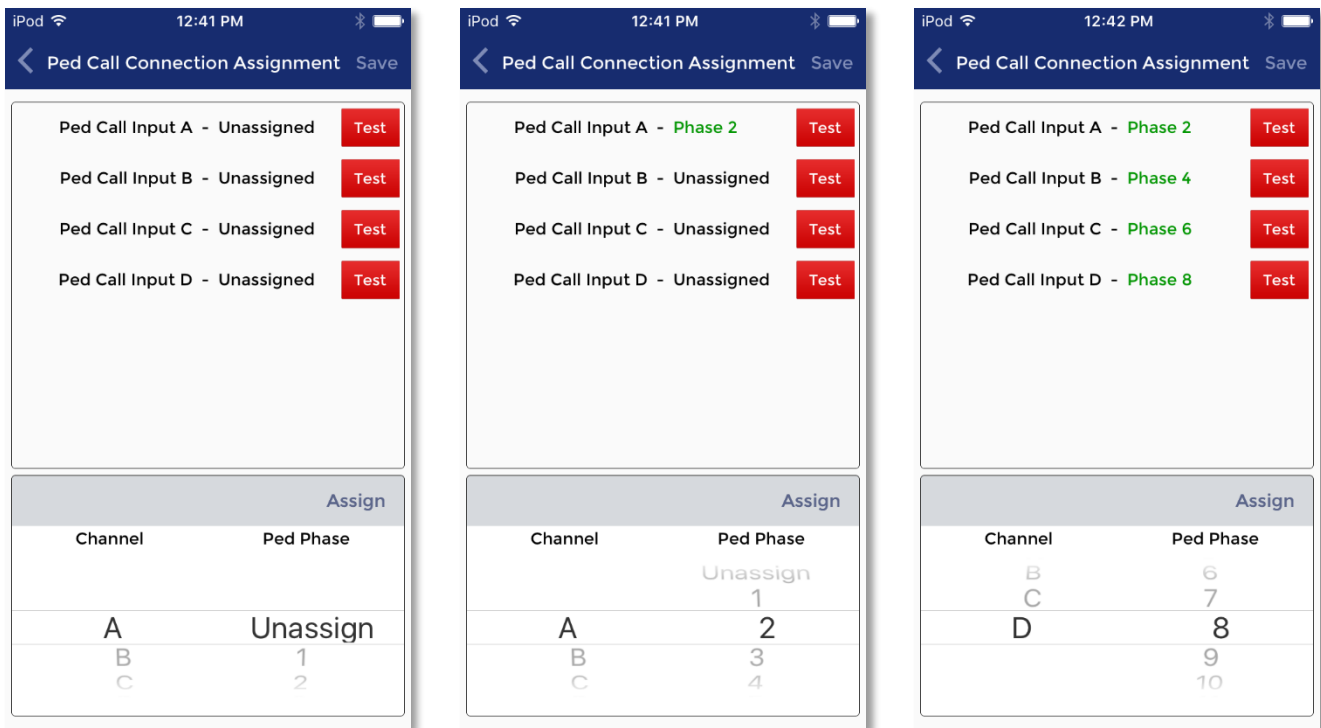 iPod 12:41 PM
Ped Call Connection Assignment Save
Ped Call Input A - Unassigned Test
Ped Call Input B - Unassigned Test
Ped Call Input C - Unassigned Test
Ped Call Input D - Unassigned Test
Assign
Channel Ped Phase
A Unassign
B 1
C 2
iPod 12:41 PM
Ped Call Connection Assignment Save
Ped Call Input A - Phase 2 Test
Ped Call Input B - Unassigned Test
Ped Call Input C - Unassigned Test
Ped Call Input D - Unassigned Test
Assign
Channel Ped Phase
Unassign
1
A 2
B 3
C 4
iPod 12:42 PM
Ped Call Connection Assignment Save
Ped Call Input A - Phase 2 Test
Ped Call Input B - Phase 4 Test
Ped Call Input C - Phase 6 Test
Ped Call Input D - Phase 8 Test
Assign
Channel Ped Phase
B 6
C 7
D 8
9
10